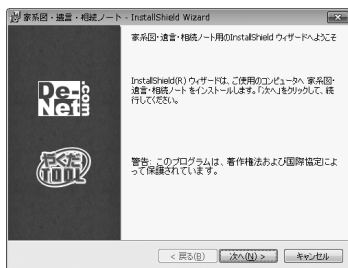 家系図・遺言・相続ノート - InstallShield Wizard
家系図・遺言・相続ノート用のInstallShield ウィザードへようこそ
De-Net.com
InstallShield(R) ウィザードは、ご使用のコンピュータへ 家系図・
遺言・相続ノート をインストールします。「次へ」をクリックして、続
行してください。
やくだつ
TOOL
警告: このプログラムは、著作権法および国際協定によ
って保護されています。
< 戻る(B)
次へ(N) >
キャンセル